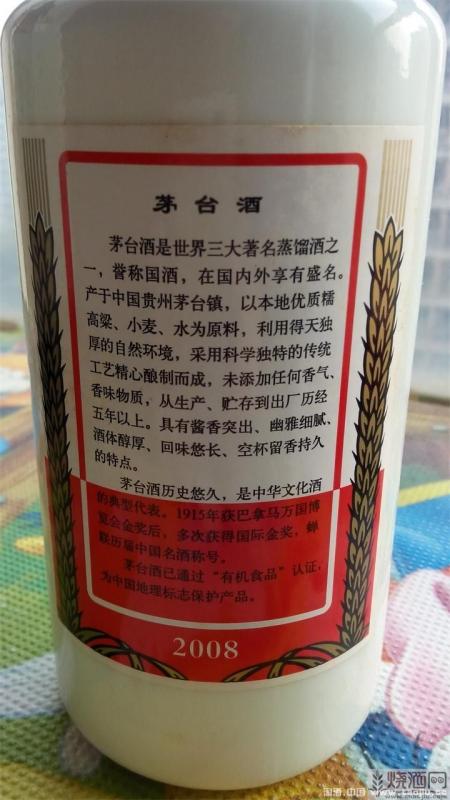 茅台酒
茅台酒是世界三大著名蒸馏酒之
一，誉称国酒，在国内外享有盛名。
产于中国贵州茅台镇，以本地优质糯
高粱、小麦、水为原料，利用得天独
厚的自然环境，采用科学独特的传统
工艺精心酿制而成，未添加任何香气、
香味物质，从生产、贮存到出厂历经
五年以上。具有酱香突出、幽雅细腻、
酒体醇厚、回味悠长、空杯留香持久
的特点。
茅台酒历史悠久，是中华文化酒
的典型代表。1915年获巴拿马万国博
览会金奖后，多次获得国际金奖，蝉
联历届中国名酒称号。
茅台酒已通过“有机食品”认证，
为中国地理标志保护产品。
2008
烧酒网